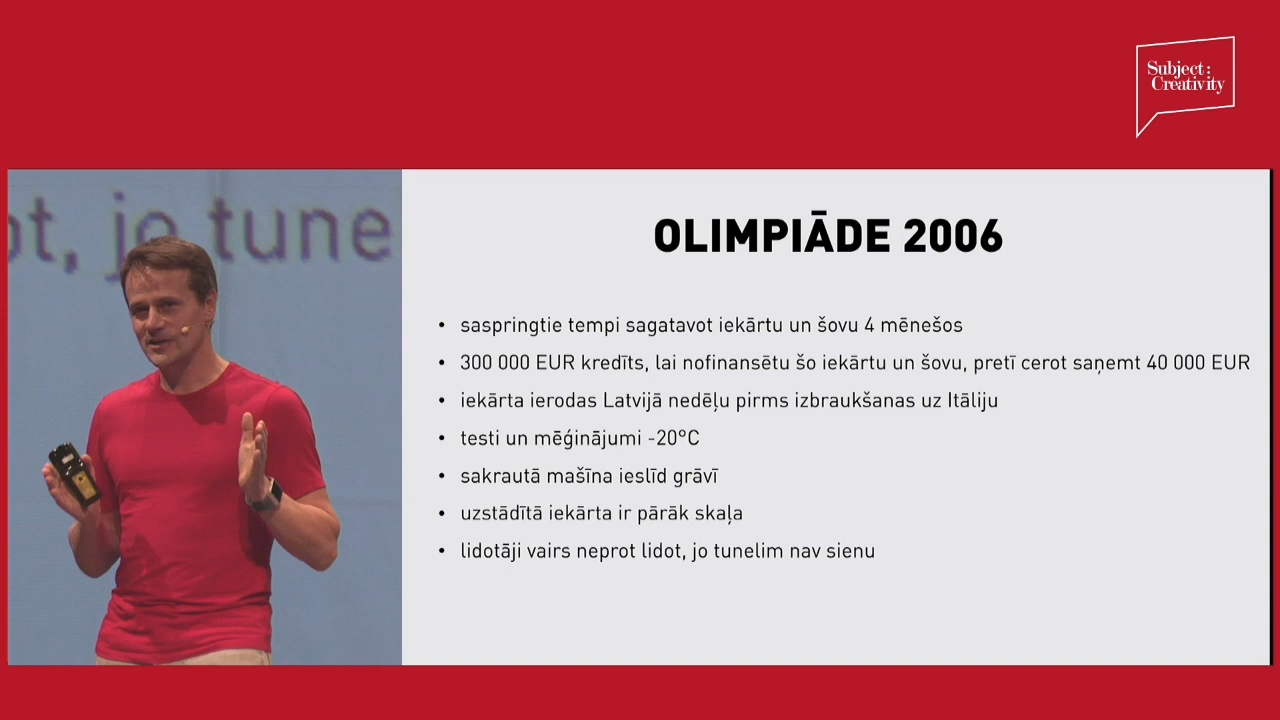 Subject:
Creativity
ot, jo tune
OLIMPIĀDE 2006
• saspringtie tempi sagatavot iekārtu un šovu 4 mēnešos
• 300 000 EUR kredīts, lai nofinansētu šo iekārtu un šovu, pretī cerot saņemt 40 000 EUR
• iekārta ierodas Latvijā nedēļu pirms izbraukšanas uz Itāliju
• testi un mēģinājumi -20°C
• sakrautā mašīna ieslīd grāvī
• uzstādītā iekārta ir pārāk skaļa
• lidotāji vairs neprot lidot, jo tunelim nav sienu